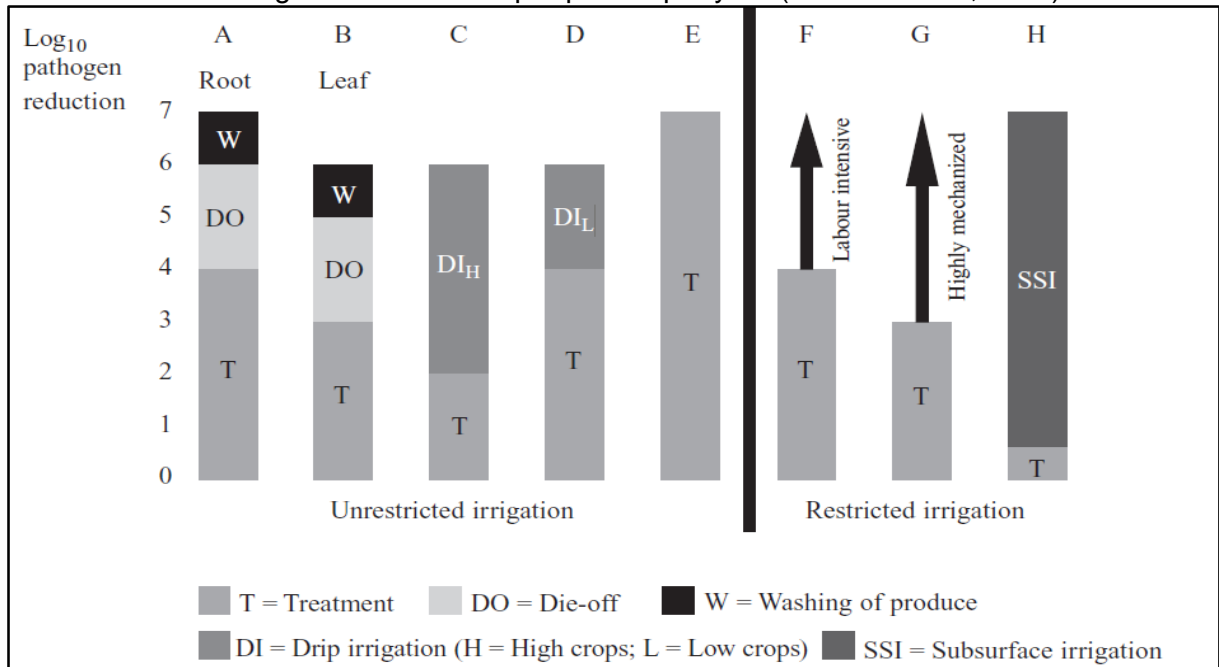 Log10 A B C D E F G H
pathogen
reduction
Root Leaf
7
6
5
4
3
2
1
0
W
DO
T
W
DO
T
DIH
T
DIL
T
T
Labour intensive
T
Highly mechanized
T
SSI
T
Unrestricted irrigation Restricted irrigation
T = Treatment DO = Die-off W = Washing of produce
DI = Drip irrigation (H = High crops; L = Low crops) SSI = Subsurface irrigation